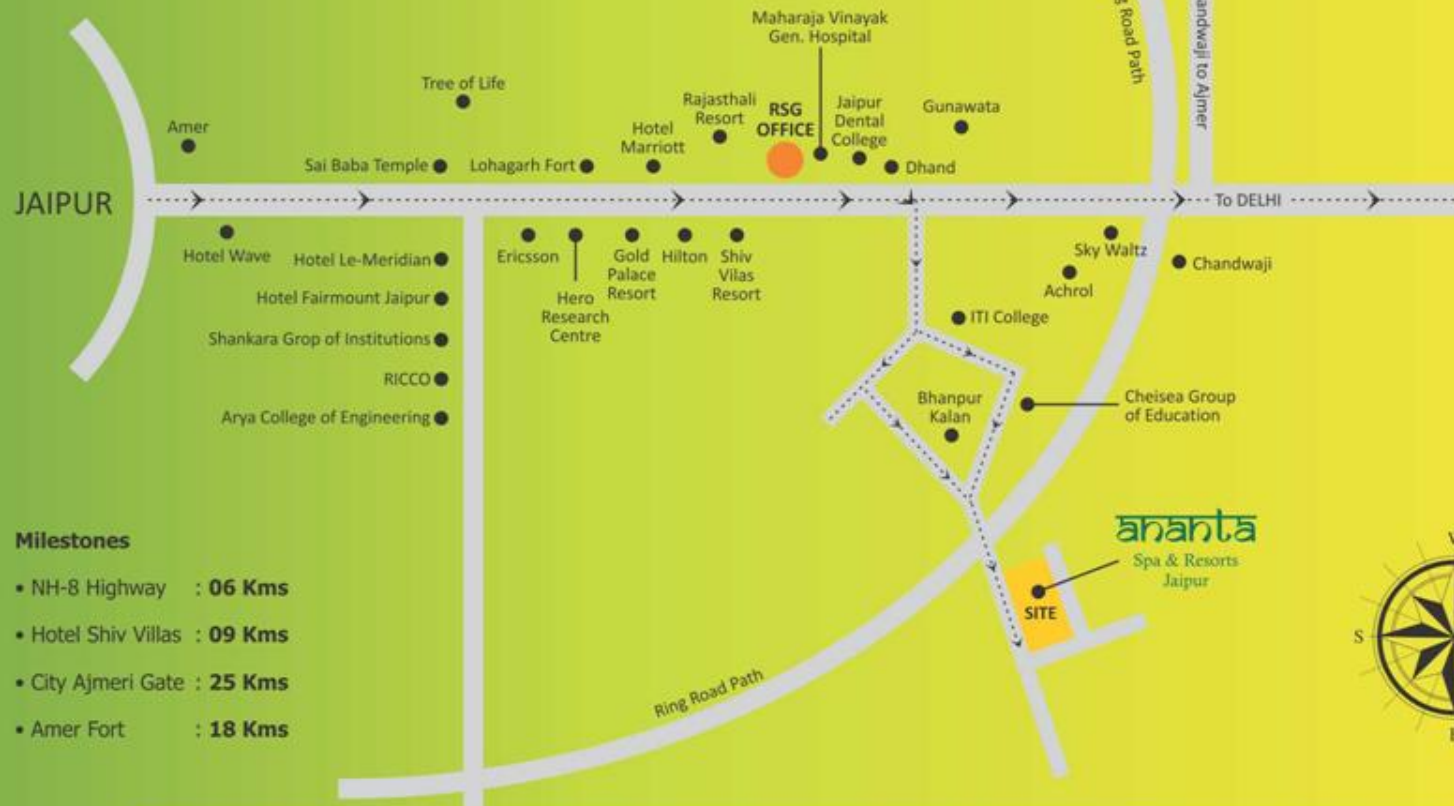 Maharaja Vinayak
Gen. Hospital
Tree of Life
Amer
Rajasthali
Resort
RSG
OFFICE
Jaipur
Dental
College
Gunawata
Hotel
Marriott
Sai Baba Temple
Lohagarh Fort
Dhand
Road Path
to Ajmer
JAIPUR
To DELHI
Hotel Wave
Hotel Le-Meridian
Hotel Fairmount Jaipur
Shankara Grop of Institutions
RICCO
Arya College of Engineering
Ericsson
Hero
Research
Centre
Gold
Palace
Resort
Hilton
Shiv
Vilas
Resort
Sky Waltz
Chandwaji
Achrol
ITI College
Bhanpur
Kalan
Cheisea Group
of Education
ananta
Spa & Resorts
Jaipur
SITE
Ring Road Path
Milestones
• NH-8 Highway : 06 Kms
• Hotel Shiv Villas : 09 Kms
• City Ajmeri Gate : 25 Kms
• Amer Fort : 18 Kms
S